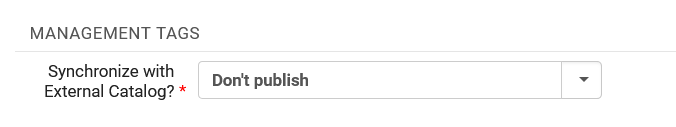 MANAGEMENT TAGS
Synchronize with
External Catalog? *
Don't publish